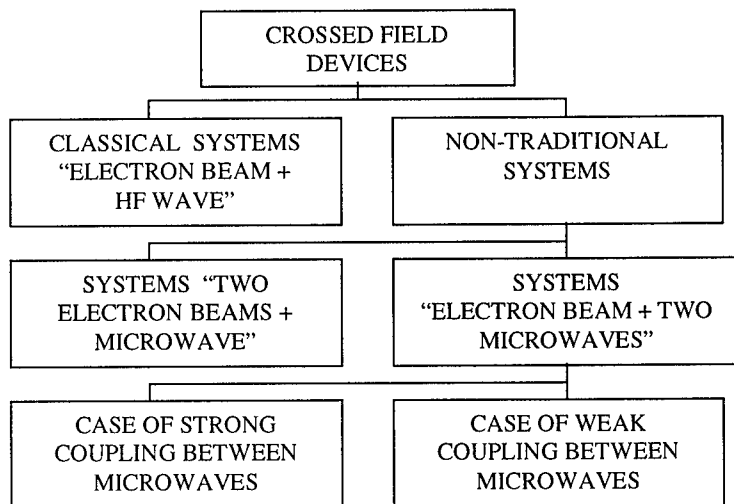 CROSSED FIELD
DEVICES
CLASSICAL SYSTEMS
“ELECTRON BEAM +
HF WAVE”
NON-TRADITIONAL
SYSTEMS
SYSTEMS “TWO
ELECTRON BEAMS +
MICROWAVE”
SYSTEMS
“ELECTRON BEAM + TWO
MICROWAVES”
CASE OF STRONG
COUPLING BETWEEN
MICROWAVES
CASE OF WEAK
COUPLING BETWEEN
MICROWAVES